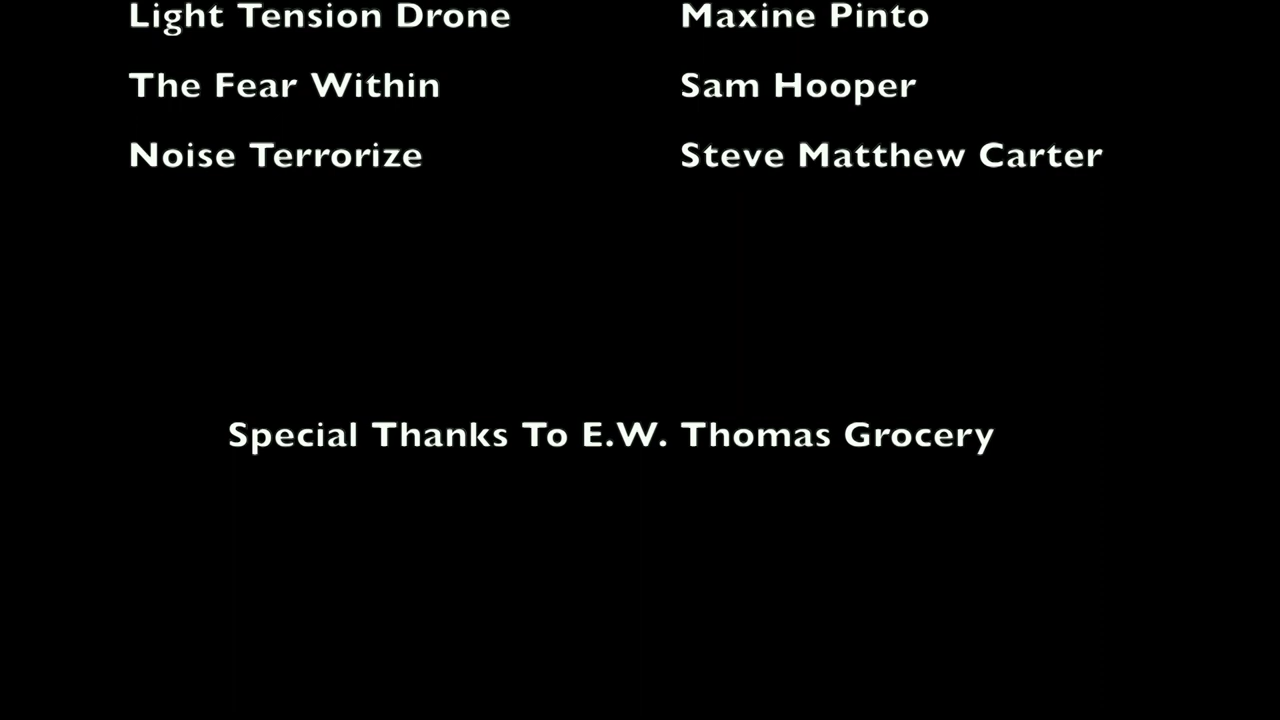 Light Tension Drone Maxine Pinto
The Fear Within Sam Hooper
Noise Terrorize Steve Matthew Carter
Special Thanks To E.W. Thomas Grocery